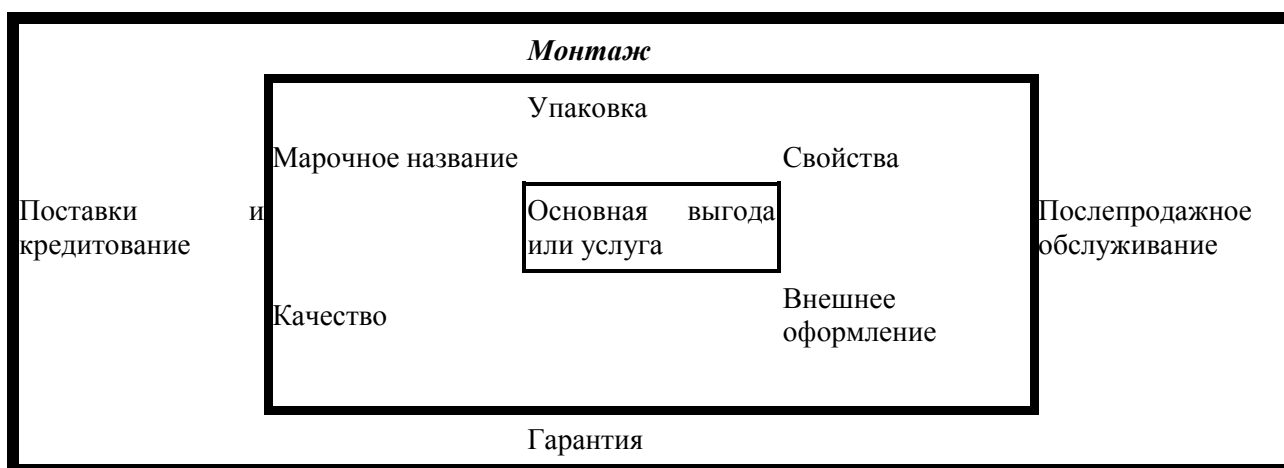 Монтаж
Упаковка
Марочное название
Свойства
Поставки и
кредитование
Основная выгода
или услуга
Послепродажное
обслуживание
Качество
Внешнее
оформление
Гарантия